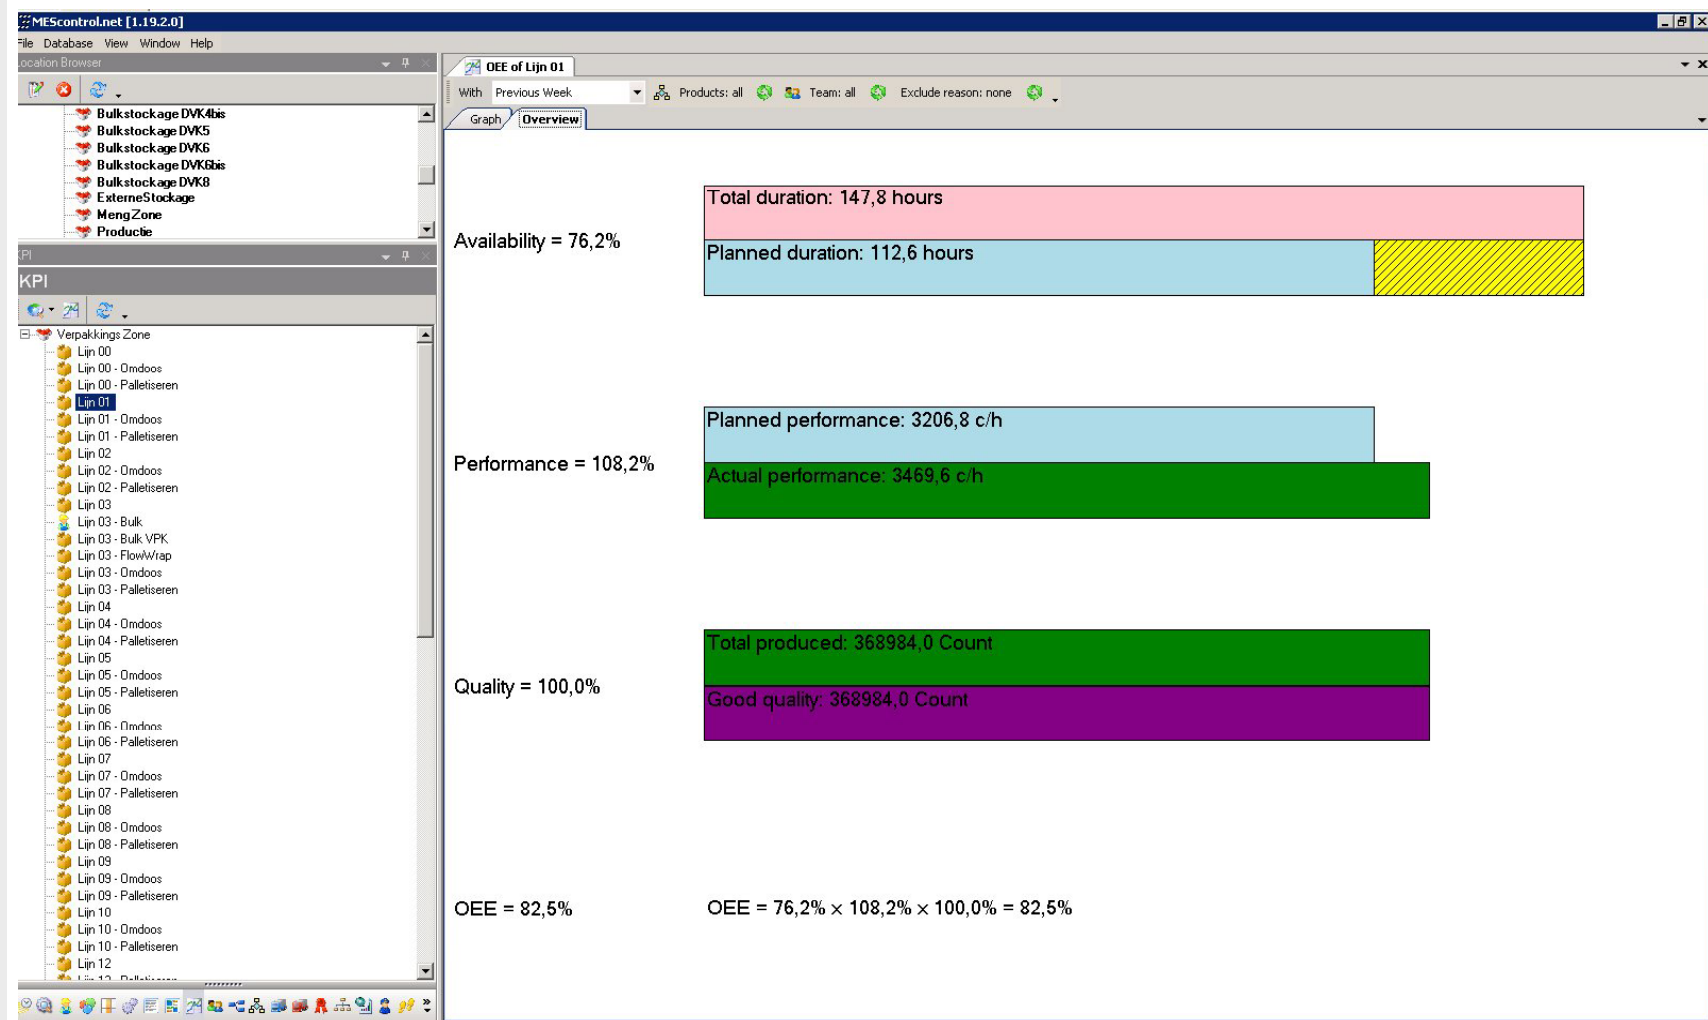 MEScontrol.net [1.19.2.0]
File Database View Window Help
Location Browser
Bulkstockage DVK4bis
Bulkstockage DVK5
Bulkstockage DVK6
Bulkstockage DVK6bis
Bulkstockage DVK8
ExterneStockage
MengZone
Productie
KPI
KPI
Verpakkings Zone
Lijn 00
Lijn 00 - Omdoos
Lijn 00 - Palletiseren
Lijn 01
Lijn 01 - Omdoos
Lijn 01 - Palletiseren
Lijn 02
Lijn 02 - Omdoos
Lijn 02 - Palletiseren
Lijn 03
Lijn 03 - Bulk
Lijn 03 - Bulk VPK
Lijn 03 - FlowWrap
Lijn 03 - Omdoos
Lijn 03 - Palletiseren
Lijn 04
Lijn 04 - Omdoos
Lijn 04 - Palletiseren
Lijn 05
Lijn 05 - Omdoos
Lijn 05 - Palletiseren
Lijn 06
Lijn 06 - Omdoos
Lijn 06 - Palletiseren
Lijn 07
Lijn 07 - Omdoos
Lijn 07 - Palletiseren
Lijn 08
Lijn 08 - Omdoos
Lijn 08 - Palletiseren
Lijn 09
Lijn 09 - Omdoos
Lijn 09 - Palletiseren
Lijn 10
Lijn 10 - Omdoos
Lijn 10 - Palletiseren
Lijn 12
Lijn 12 - Palletiseren
OEE of Lijn 01
With Previous Week Products: all Team: all Exclude reason: none
Graph Overview
Availability = 76,2%
Total duration: 147,8 hours
Planned duration: 112,6 hours
Performance = 108,2%
Planned performance: 3206,8 c/h
Actual performance: 3469,6 c/h
Quality = 100,0%
Total produced: 368984,0 Count
Good quality: 368984,0 Count
OEE = 82,5%
OEE = 76,2% × 108,2% × 100,0% = 82,5%